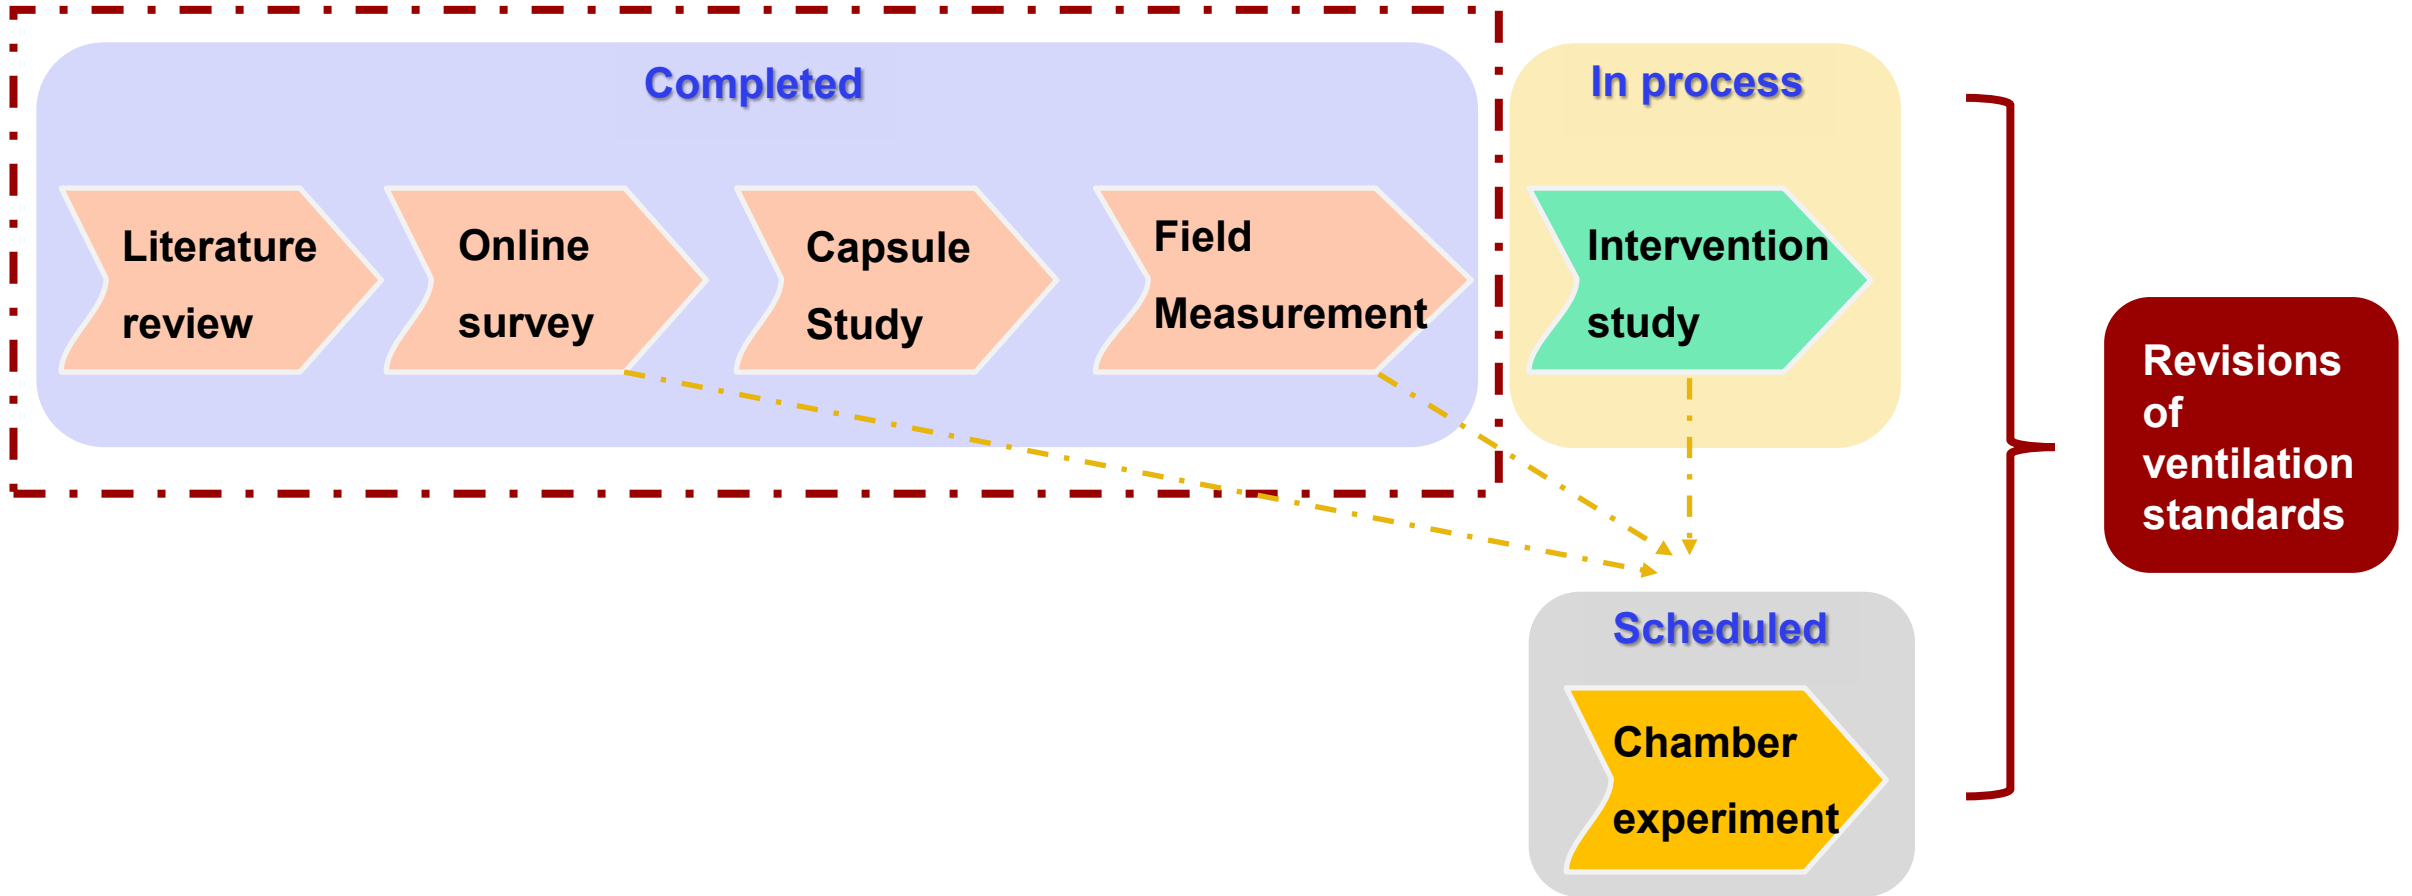 Completed
In process
Literature
review
Online
survey
Capsule
Study
Field
Measurement
Intervention
study
Revisions
of
ventilation
standards
Scheduled
Chamber
experiment